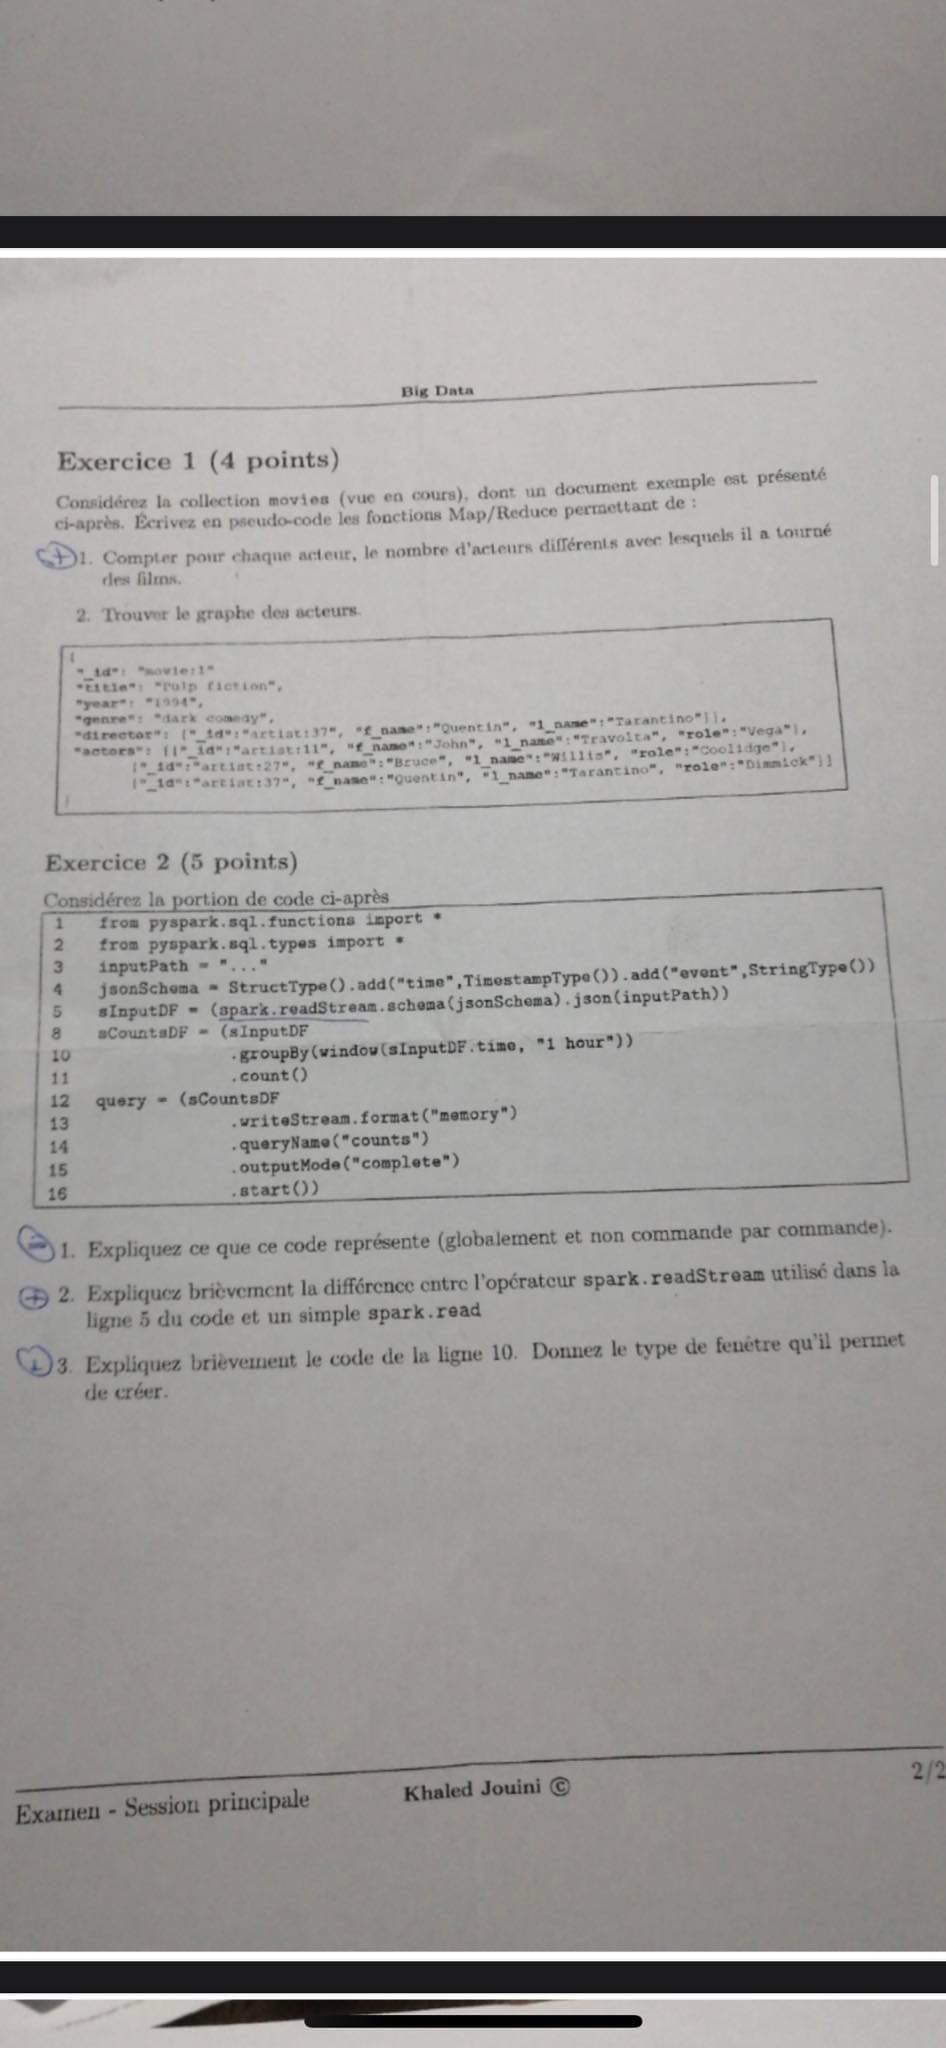 Big Data
Exercice 1 (4 points)
Considérez la collection movies (vue en cours), dont un document exemple est présenté
ci-après. Écrivez en pseudo-code les fonctions Map/Reduce permettant de :
1. Compter pour chaque acteur, le nombre d'acteurs différents avec lesquels il a tourné
des films.
2. Trouver le graphe des acteurs.
{
"_id": "movie:1"
"title": "Pulp fiction",
"year": "1994",
"genre": "dark comedy",
"director": {"_id":"artist:37", "f_name":"Quentin", "l_name":"Tarantino"}},
"actors": [{"_id":"artist:11", "f_name":"John", "l_name":"Travolta", "role":"Vega"},
{"_id":"artist:27", "f_name":"Bruce", "l_name":"Willis", "role":"Coolidge"},
{"_id":"artist:37", "f_name":"Quentin", "l_name":"Tarantino", "role":"Dimmick"}]
}
Exercice 2 (5 points)
Considérez la portion de code ci-après
1 from pyspark.sql.functions import *
2 from pyspark.sql.types import *
3 inputPath = "..."
4 jsonSchema = StructType().add("time",TimestampType()).add("event",StringType())
5 sInputDF = (spark.readStream.schema(jsonSchema).json(inputPath))
8 sCountsDF = (sInputDF
10 .groupBy(window(sInputDF.time, "1 hour"))
11 .count()
12 query = (sCountsDF
13 .writeStream.format("memory")
14 .queryName("counts")
15 .outputMode("complete")
16 .start())
1. Expliquez ce que ce code représente (globalement et non commande par commande).
2. Expliquez brièvement la différence entre l'opérateur spark.readStream utilisé dans la
ligne 5 du code et un simple spark.read
3. Expliquez brièvement le code de la ligne 10. Donnez le type de fenêtre qu'il permet
de créer.
2/2
Examen - Session principale Khaled Jouini ©